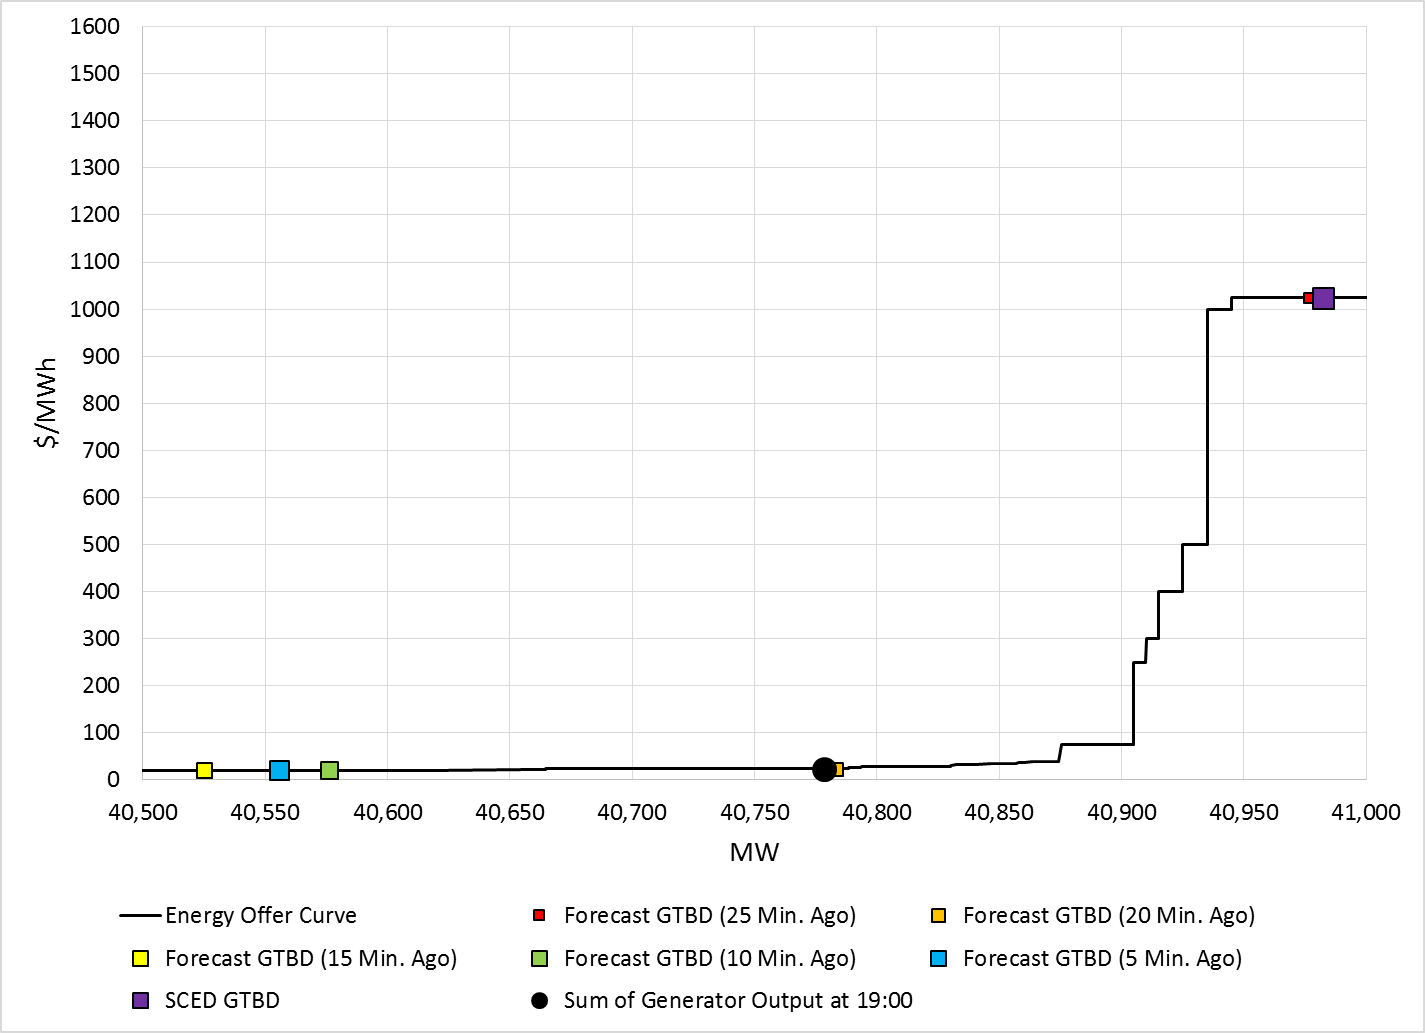 1600
1500
1400
1300
1200
1100
1000
900
800
700
600
500
400
300
200
100
0
$/MWh
40,500 40,550 40,600 40,650 40,700 40,750 40,800 40,850 40,900 40,950 41,000
MW
Energy Offer Curve Forecast GTBD (25 Min. Ago) Forecast GTBD (20 Min. Ago)
Forecast GTBD (15 Min. Ago) Forecast GTBD (10 Min. Ago) Forecast GTBD (5 Min. Ago)
SCED GTBD Sum of Generator Output at 19:00